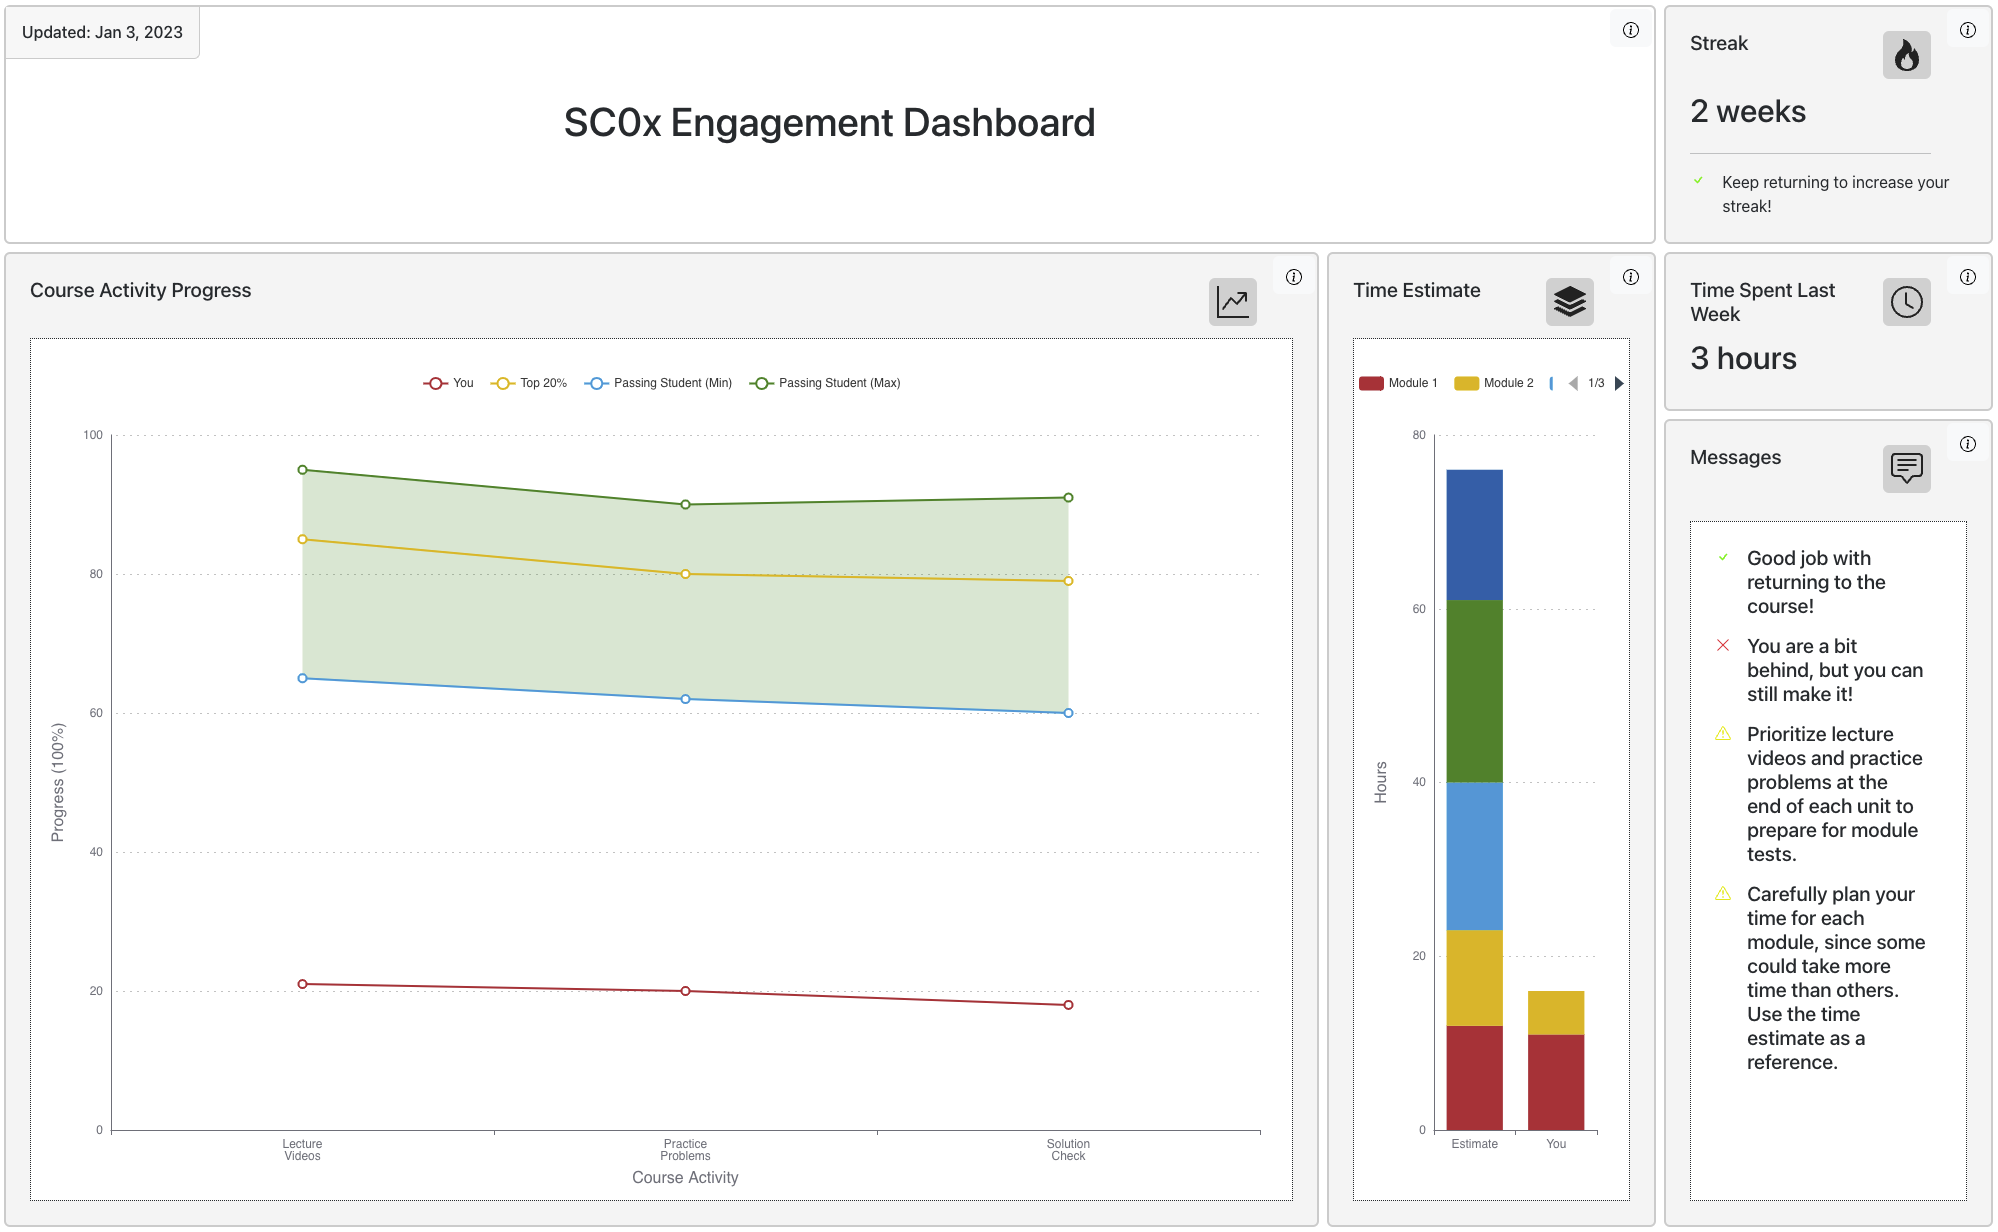 Updated: Jan 3, 2023
SC0x Engagement Dashboard
Streak
2 weeks
Keep returning to increase your
streak!
Course Activity Progress
You
Top 20%
Passing Student (Min)
Passing Student (Max)
100
80
60
40
20
0
Progress (100%)
Lecture
Videos
Practice
Problems
Solution
Check
Course Activity
Time Estimate
Module 1
Module 2
1/3
80
60
40
20
0
Hours
Estimate
You
Time Spent Last
Week
3 hours
Messages
Good job with
returning to the
course!
You are a bit
behind, but you can
still make it!
Prioritize lecture
videos and practice
problems at the
end of each unit to
prepare for module
tests.
Carefully plan your
time for each
module, since some
could take more
time than others.
Use the time
estimate as a
reference.